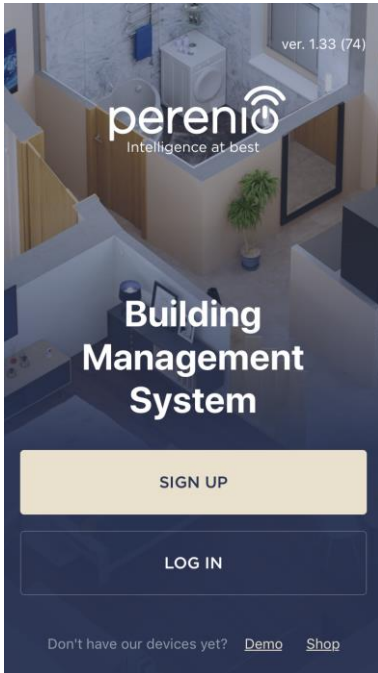 ver. 1.33 (74)
perenio
Intelligence at best
Building
Management
System
SIGN UP
LOG IN
Don't have our devices yet? Demo Shop